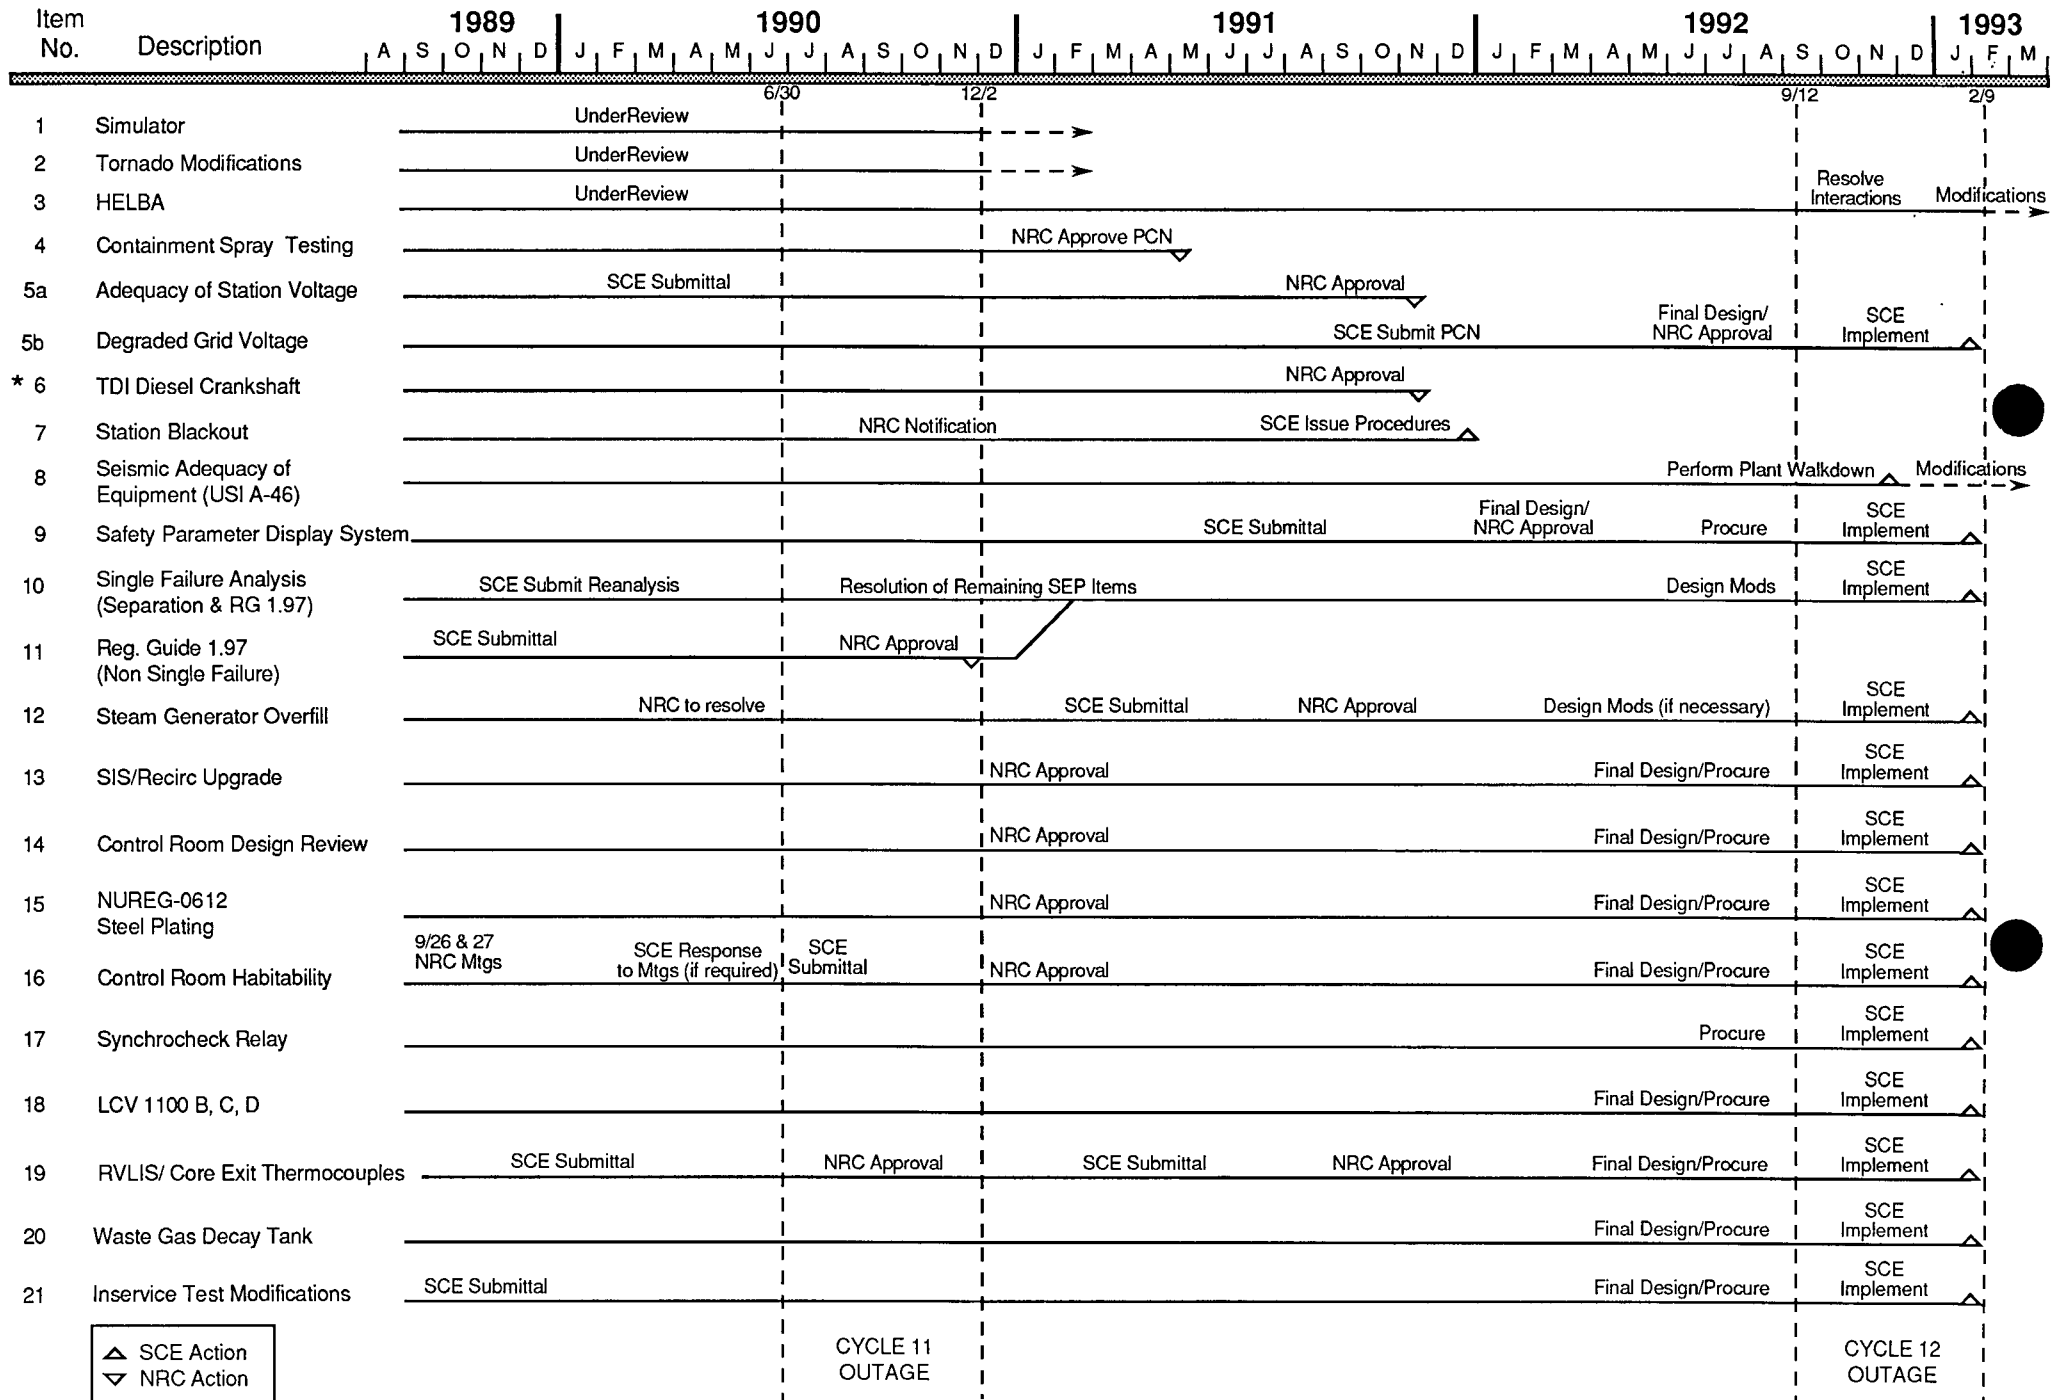 Item
No.
Description
1989
1990
1991
1992
1993
A S O N D J F M A M J J A S O N D J F M A M J J A S O N D J F M A M J J A S O N D J F M
6/30
12/2
9/12
2/9
1 Simulator UnderReview
2 Tornado Modifications UnderReview
3 HELBA UnderReview
Resolve
Interactions
Modifications
4 Containment Spray Testing NRC Approve PCN
5a Adequacy of Station Voltage SCE Submittal NRC Approval
5b Degraded Grid Voltage SCE Submit PCN
Final Design/
NRC Approval
SCE
Implement
* 6 TDI Diesel Crankshaft NRC Approval
7 Station Blackout NRC Notification SCE Issue Procedures
8 Seismic Adequacy of
Equipment (USI A-46)
Perform Plant Walkdown Modifications
9 Safety Parameter Display System SCE Submittal
Final Design/
NRC Approval
Procure
SCE
Implement
10 Single Failure Analysis
(Separation & RG 1.97)
SCE Submit Reanalysis Resolution of Remaining SEP Items Design Mods
SCE
Implement
11 Reg. Guide 1.97
(Non Single Failure)
SCE Submittal NRC Approval
12 Steam Generator Overfill NRC to resolve SCE Submittal NRC Approval Design Mods (if necessary)
SCE
Implement
13 SIS/Recirc Upgrade NRC Approval Final Design/Procure
SCE
Implement
14 Control Room Design Review NRC Approval Final Design/Procure
SCE
Implement
15 NUREG-0612
Steel Plating
NRC Approval Final Design/Procure
SCE
Implement
16 Control Room Habitability
9/26 & 27
NRC Mtgs
SCE Response
to Mtgs (if required)
SCE
Submittal
NRC Approval Final Design/Procure
SCE
Implement
17 Synchrocheck Relay Procure
SCE
Implement
18 LCV 1100 B, C, D Final Design/Procure
SCE
Implement
19 RVLIS/ Core Exit Thermocouples SCE Submittal NRC Approval SCE Submittal NRC Approval Final Design/Procure
SCE
Implement
20 Waste Gas Decay Tank Final Design/Procure
SCE
Implement
21 Inservice Test Modifications SCE Submittal Final Design/Procure
SCE
Implement
△ SCE Action
▽ NRC Action
CYCLE 11
OUTAGE
CYCLE 12
OUTAGE